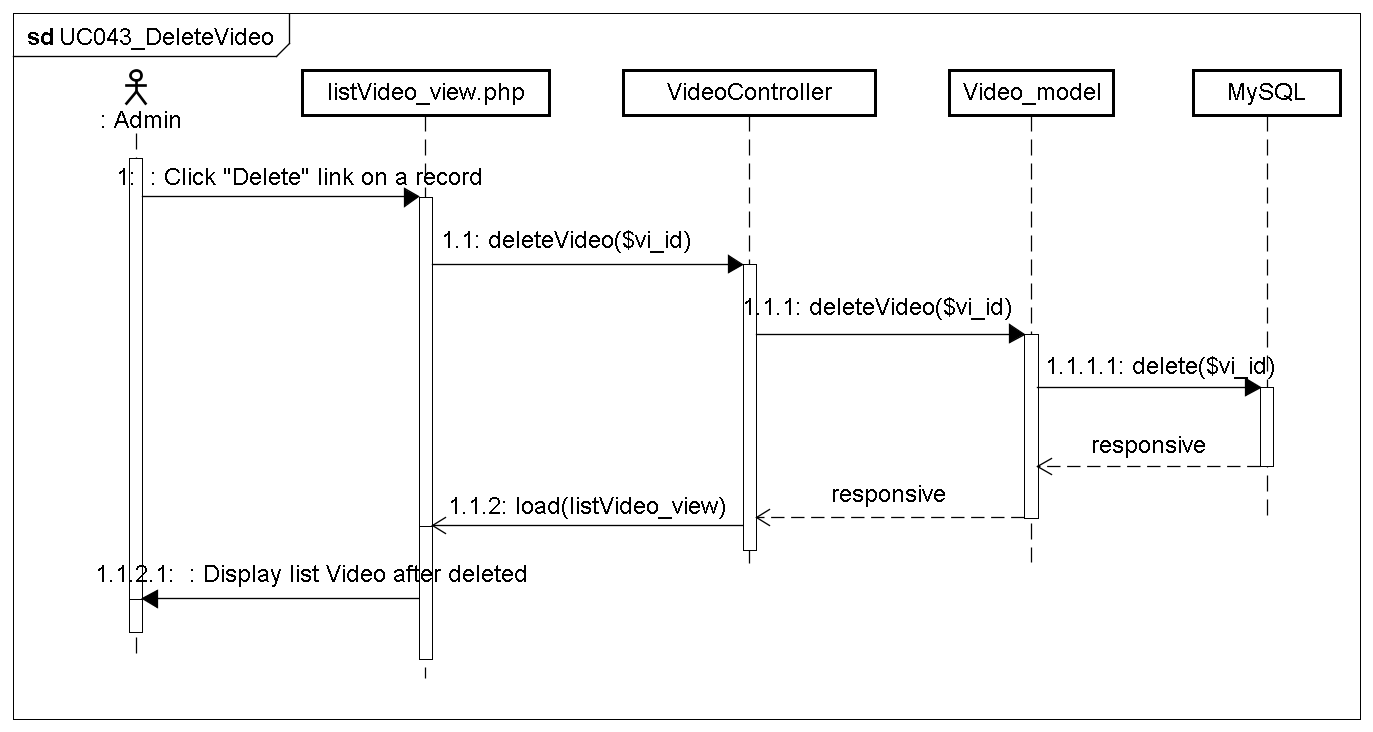 sd UC043_DeleteVideo
: Admin
listVideo_view.php
VideoController
Video_model
MySQL
1: : Click "Delete" link on a record
1.1: deleteVideo($vi_id)
1.1.1: deleteVideo($vi_id)
1.1.1.1: delete($vi_id)
responsive
responsive
1.1.2: load(listVideo_view)
1.1.2.1: : Display list Video after deleted